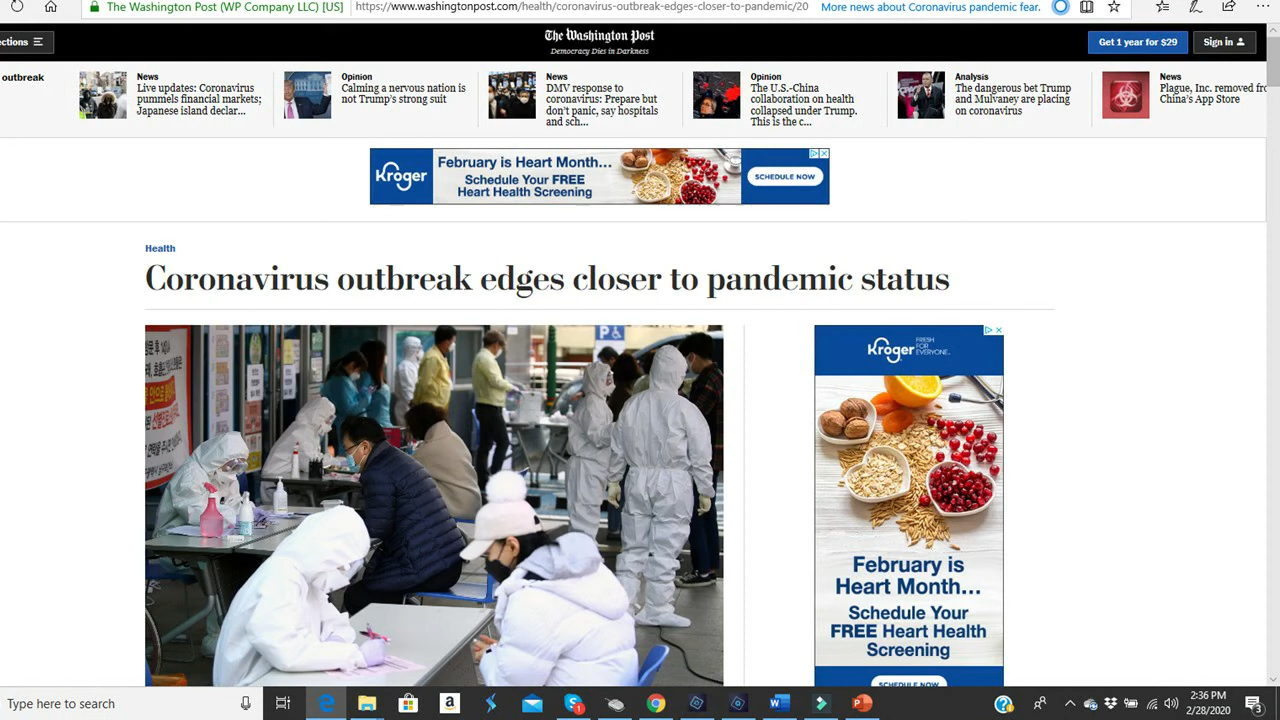 The Washington Post (WP Company LLC) [US]
https://www.washingtonpost.com/health/coronavirus-outbreak-edges-closer-to-pandemic/20
More news about Coronavirus pandemic fear.
ections
The Washington Post
Democracy Dies in Darkness
Get 1 year for $29
Sign in
outbreak
News
Live updates: Coronavirus
pummels financial markets;
Japanese island declar...
Opinion
Calming a nervous nation is
not Trump's strong suit
News
DMV response to
coronavirus: Prepare but
don't panic, say hospitals
and sch...
Opinion
The U.S.-China
collaboration on health
collapsed under Trump.
This is the c...
Analysis
The dangerous bet Trump
and Mulvaney are placing
on coronavirus
News
Plague, Inc. removed fr
China's App Store
Kroger
February is Heart Month...
Schedule Your FREE
Heart Health Screening
SCHEDULE NOW
Health
Coronavirus outbreak edges closer to pandemic status
P
Kroger
FRESH
FOR
EVERYONE.
February is
Heart Month...
Schedule Your
FREE Heart Health
Screening
SCHEDULE NOW
Type here to search
2:36 PM
2/28/2020